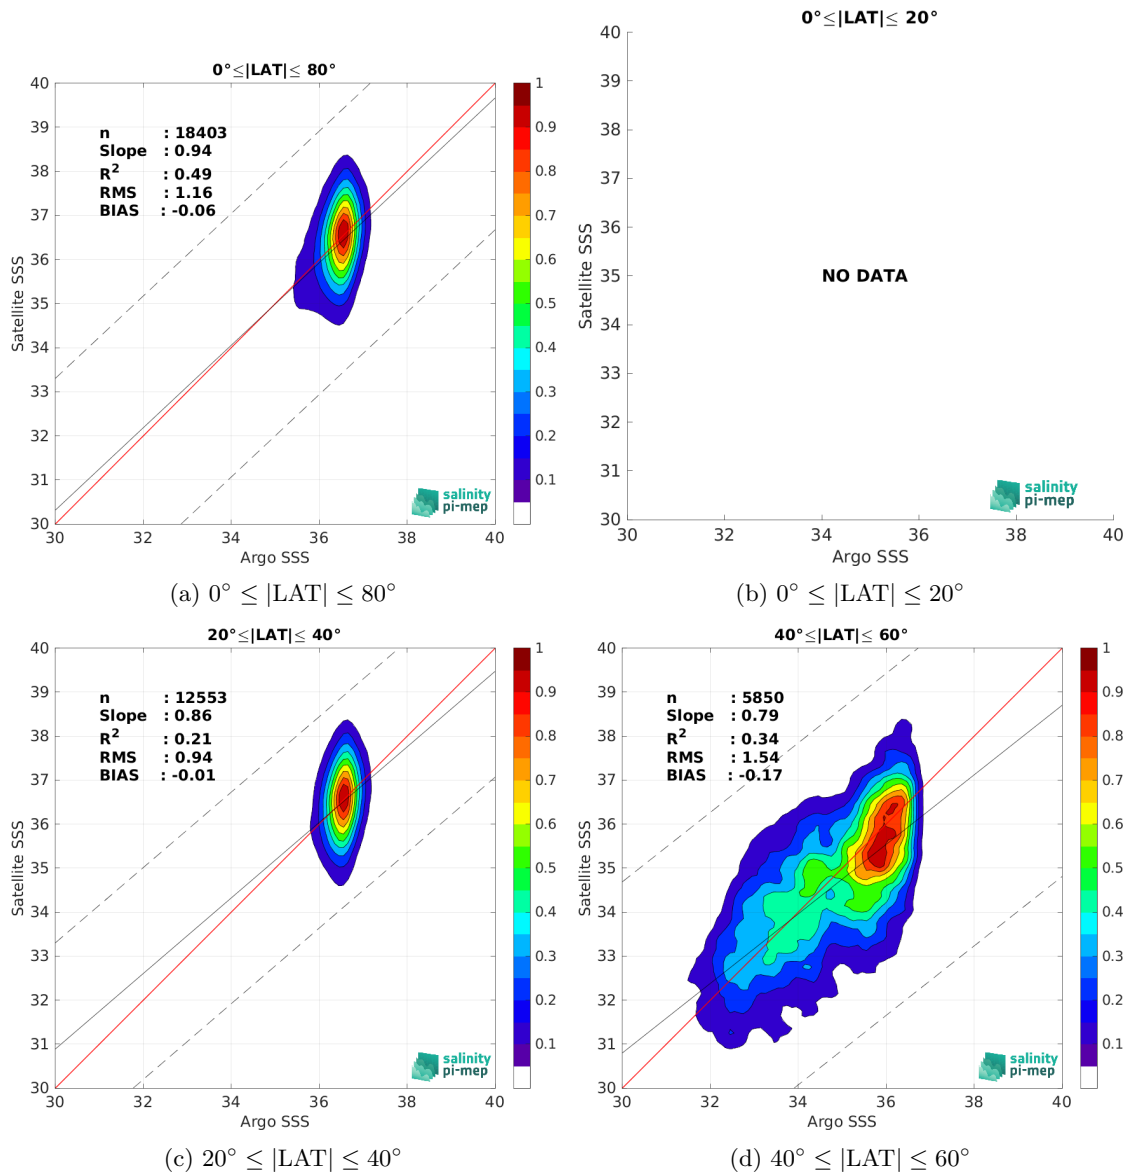 0°≤|LAT|≤ 80°
n : 18403
Slope : 0.94
R² : 0.49
RMS : 1.16
BIAS : -0.06
40
39
38
37
36
35
34
33
32
31
30
Satellite SSS
30 32 34 36 38 40
Argo SSS
1
0.9
0.8
0.7
0.6
0.5
0.4
0.3
0.2
0.1
salinity
pi-mep
(a) 0° ≤ |LAT| ≤ 80°
0°≤|LAT|≤ 20°
40
39
38
37
36
35
34
33
32
31
30
Satellite SSS
NO DATA
30 32 34 36 38 40
Argo SSS
salinity
pi-mep
(b) 0° ≤ |LAT| ≤ 20°
20°≤|LAT|≤ 40°
n : 12553
Slope : 0.86
R² : 0.21
RMS : 0.94
BIAS : -0.01
40
39
38
37
36
35
34
33
32
31
30
Satellite SSS
30 32 34 36 38 40
Argo SSS
1
0.9
0.8
0.7
0.6
0.5
0.4
0.3
0.2
0.1
salinity
pi-mep
(c) 20° ≤ |LAT| ≤ 40°
40°≤|LAT|≤ 60°
n : 5850
Slope : 0.79
R² : 0.34
RMS : 1.54
BIAS : -0.17
40
39
38
37
36
35
34
33
32
31
30
Satellite SSS
30 32 34 36 38 40
Argo SSS
1
0.9
0.8
0.7
0.6
0.5
0.4
0.3
0.2
0.1
salinity
pi-mep
(d) 40° ≤ |LAT| ≤ 60°